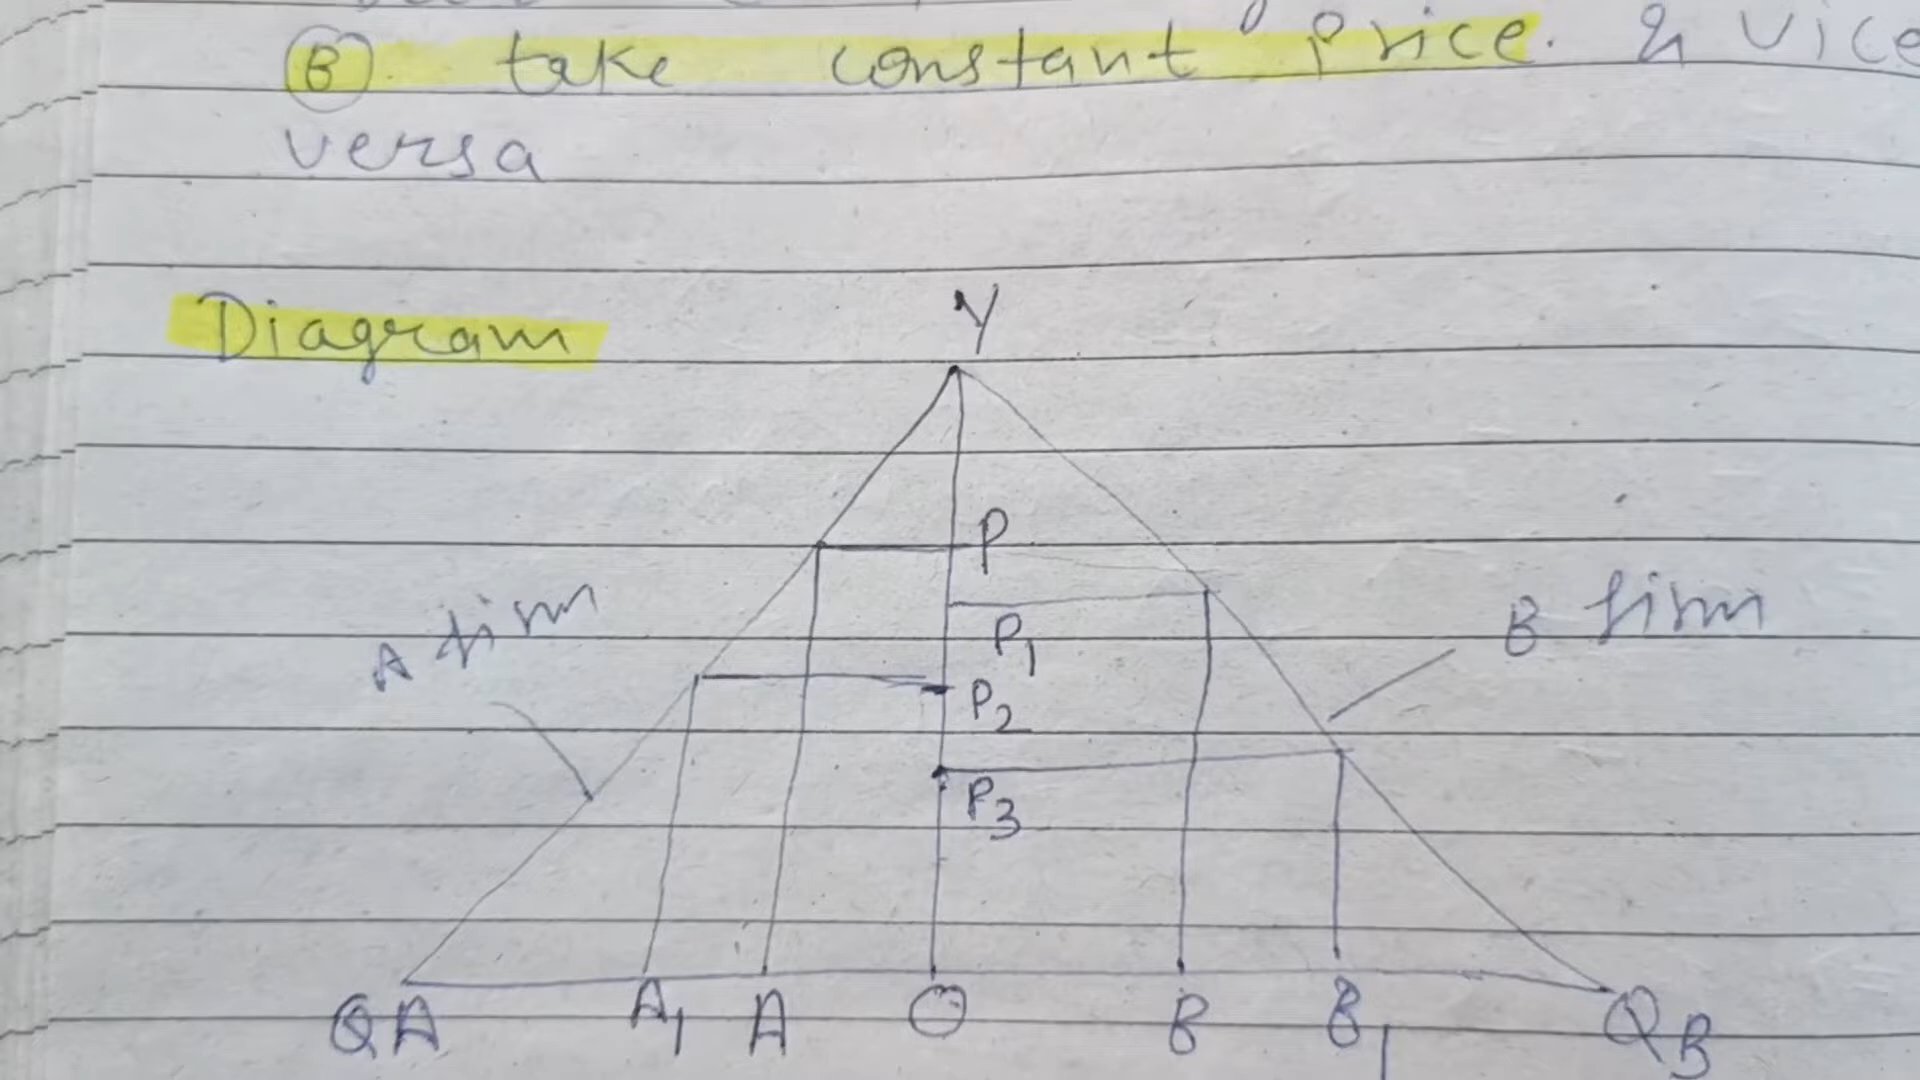 B take constant Price. & vice
versa
Diagram
Y
P
A firm
B firm
P1
P2
P3
QA A1 A O B B1 QB